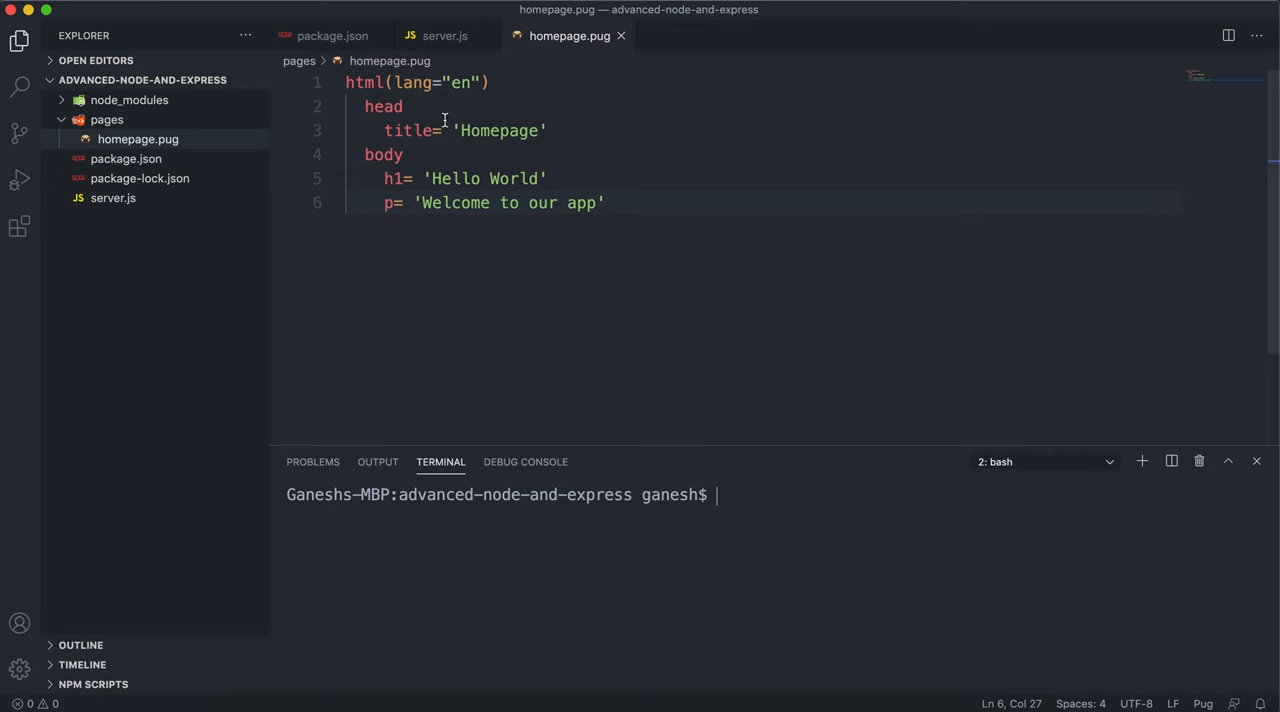 homepage.pug — advanced-node-and-express
EXPLORER
package.json
JS server.js
homepage.pug
OPEN EDITORS
pages > homepage.pug
ADVANCED-NODE-AND-EXPRESS
node_modules
pages
homepage.pug
package.json
package-lock.json
JS server.js
1 html(lang="en")
2 head
3 title= 'Homepage'
4 body
5 h1= 'Hello World'
6 p= 'Welcome to our app'
PROBLEMS OUTPUT TERMINAL DEBUG CONSOLE
2: bash
Ganeshs-MBP:advanced-node-and-express ganesh$
OUTLINE
TIMELINE
NPM SCRIPTS
0 0
Ln 6, Col 27 Spaces: 4 UTF-8 LF Pug